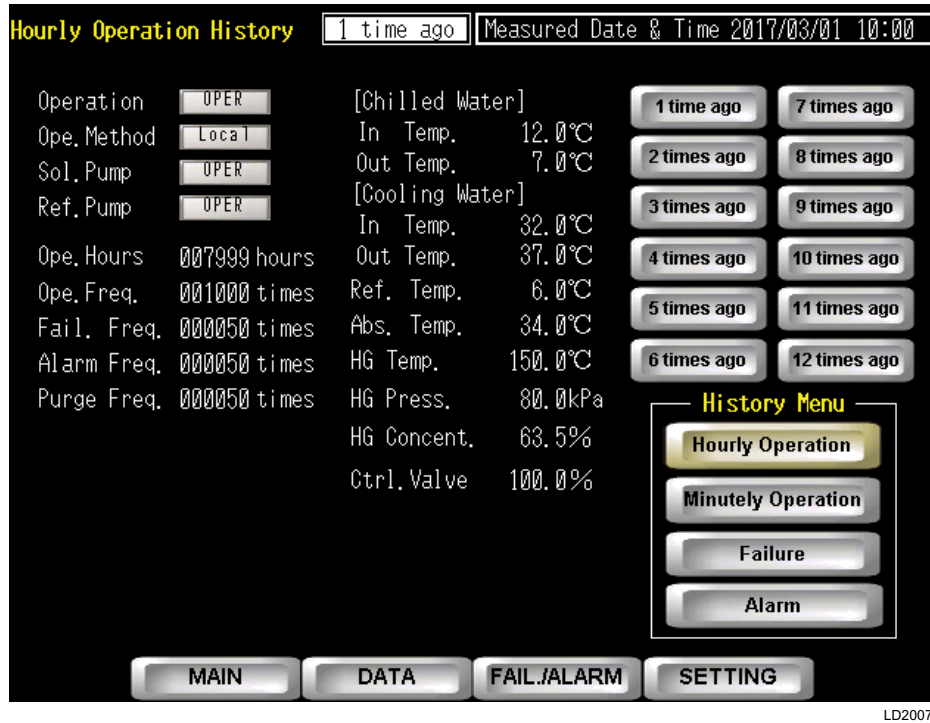 Hourly Operation History 1 time ago Measured Date & Time 2017/03/01 10:00
Operation OPER
Ope.Method Local
Sol.Pump OPER
Ref.Pump OPER
Ope.Hours 007999 hours
Ope.Freq. 001000 times
Fail. Freq. 000050 times
Alarm Freq. 000050 times
Purge Freq. 000050 times
[Chilled Water]
In Temp. 12.0℃
Out Temp. 7.0℃
[Cooling Water]
In Temp. 32.0℃
Out Temp. 37.0℃
Ref. Temp. 6.0℃
Abs. Temp. 34.0℃
HG Temp. 150.0℃
HG Press. 80.0kPa
HG Concent. 63.5%
Ctrl.Valve 100.0%
1 time ago 7 times ago
2 times ago 8 times ago
3 times ago 9 times ago
4 times ago 10 times ago
5 times ago 11 times ago
6 times ago 12 times ago
History Menu
Hourly Operation
Minutely Operation
Failure
Alarm
MAIN DATA FAIL./ALARM SETTING
LD2007